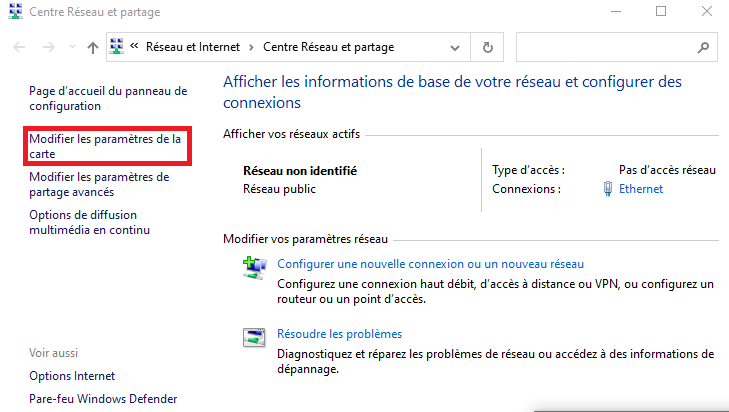 Centre Réseau et partage
« Réseau et Internet > Centre Réseau et partage
Page d'accueil du panneau de
configuration
Modifier les paramètres de la
carte
Modifier les paramètres de
partage avancés
Options de diffusion
multimédia en continu
Voir aussi
Options Internet
Pare-feu Windows Defender
Afficher les informations de base de votre réseau et configurer des
connexions
Afficher vos réseaux actifs
Réseau non identifié
Réseau public
Type d'accès : Pas d'accès réseau
Connexions : Ethernet
Modifier vos paramètres réseau
Configurer une nouvelle connexion ou un nouveau réseau
Configurez une connexion haut débit, d'accès à distance ou VPN, ou configurez un
routeur ou un point d'accès.
Résoudre les problèmes
Diagnostiquez et réparez les problèmes de réseau ou accédez à des informations de
dépannage.